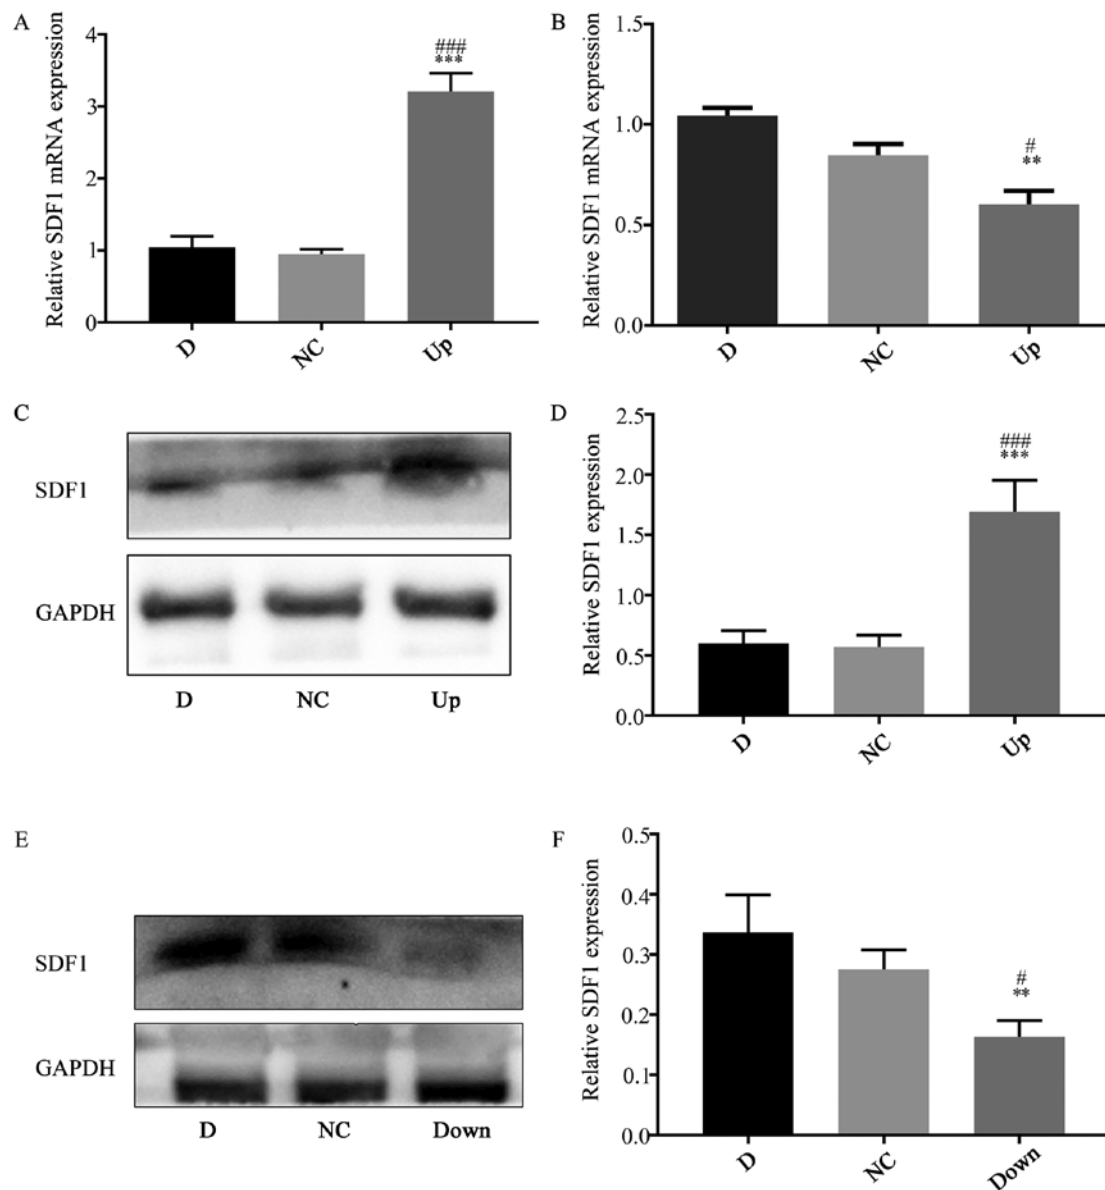 A
Relative SDF1 mRNA expression
4
3
2
1
0
###
***
D
NC
Up
B
Relative SDF1 mRNA expression
1.5
1.0
0.5
0.0
#
**
D
NC
Up
C
SDF1
GAPDH
D
NC
Up
D
Relative SDF1 expression
2.5
2.0
1.5
1.0
0.5
0.0
###
***
D
NC
Up
E
SDF1
GAPDH
D
NC
Down
F
Relative SDF1 expression
0.5
0.4
0.3
0.2
0.1
0.0
#
**
D
NC
Down